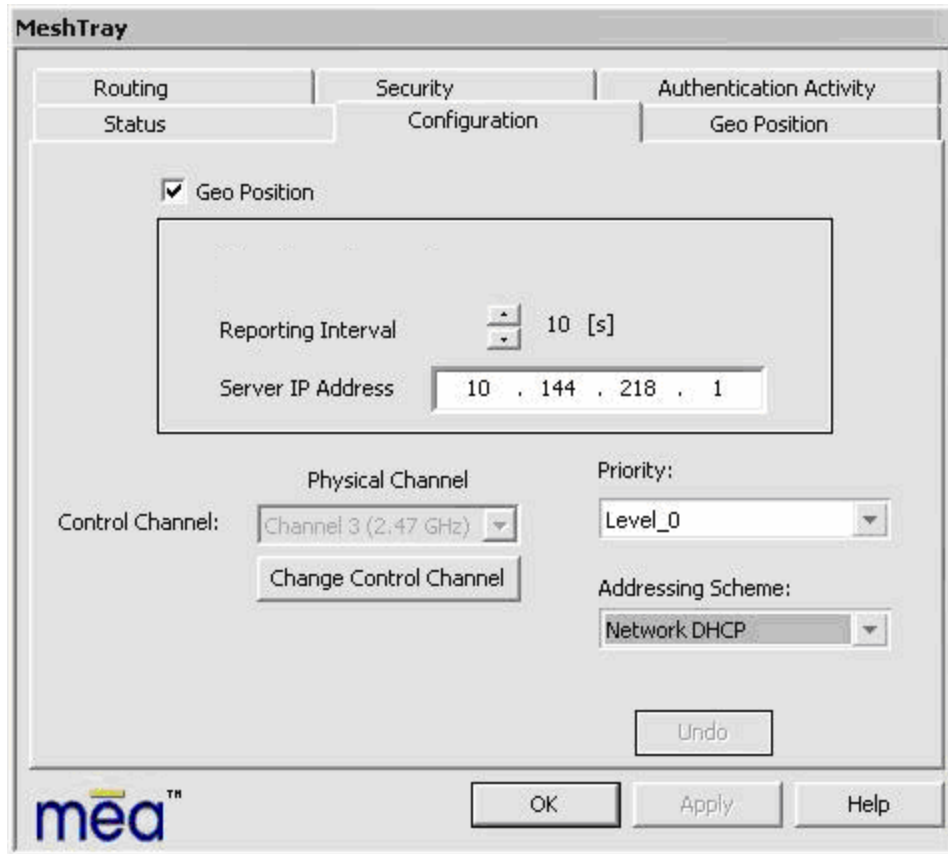 MeshTray
Routing Security Authentication Activity
Status Configuration Geo Position
Geo Position
Reporting Interval 10 [s]
Server IP Address 10 . 144 . 218 . 1
Physical Channel Priority:
Control Channel: Channel 3 (2.47 GHz) Level_0
Change Control Channel Addressing Scheme:
Network DHCP
Undo
mēa™ OK Apply Help